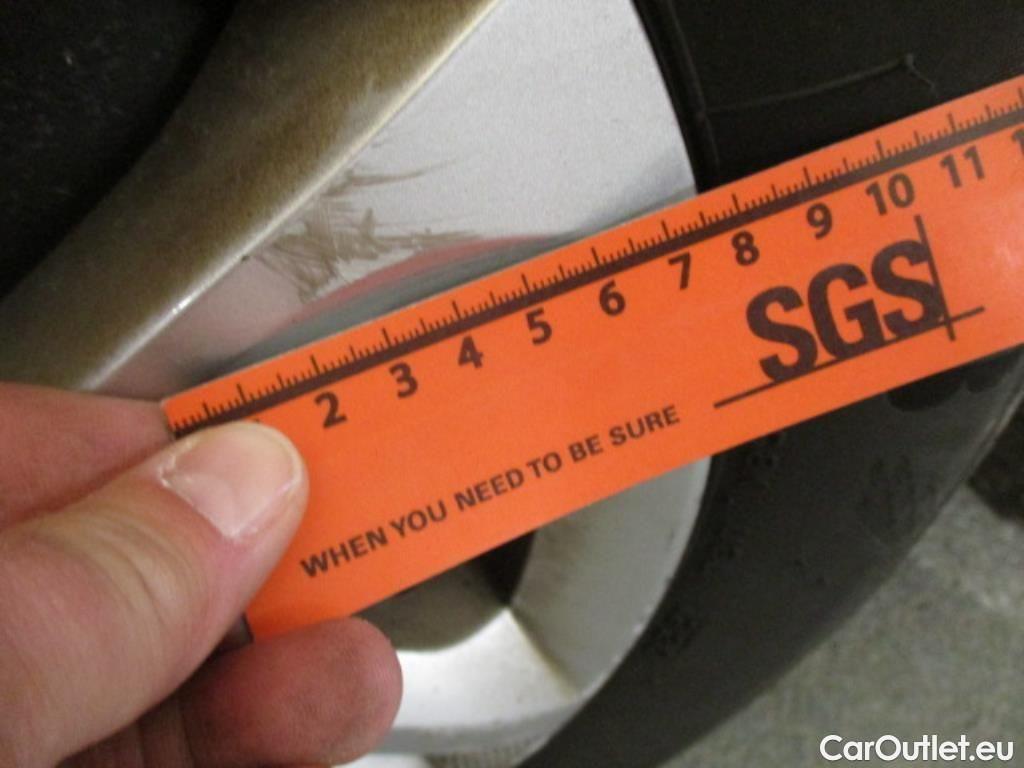 2 3 4 5 6 7 8 9 10 11
SGS
WHEN YOU NEED TO BE SURE
CarOutlet.eu